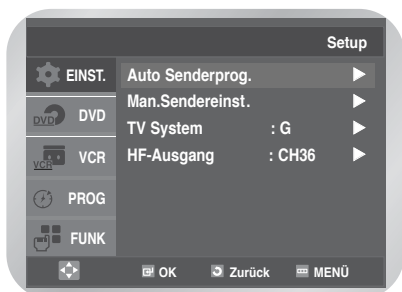 Setup
EINST.
Auto Senderprog.
Man.Sendereinst.
DVD
DVD
TV System : G
VCR
VCR
HF-Ausgang : CH36
PROG
FUNK
OK Zurück MENÜ